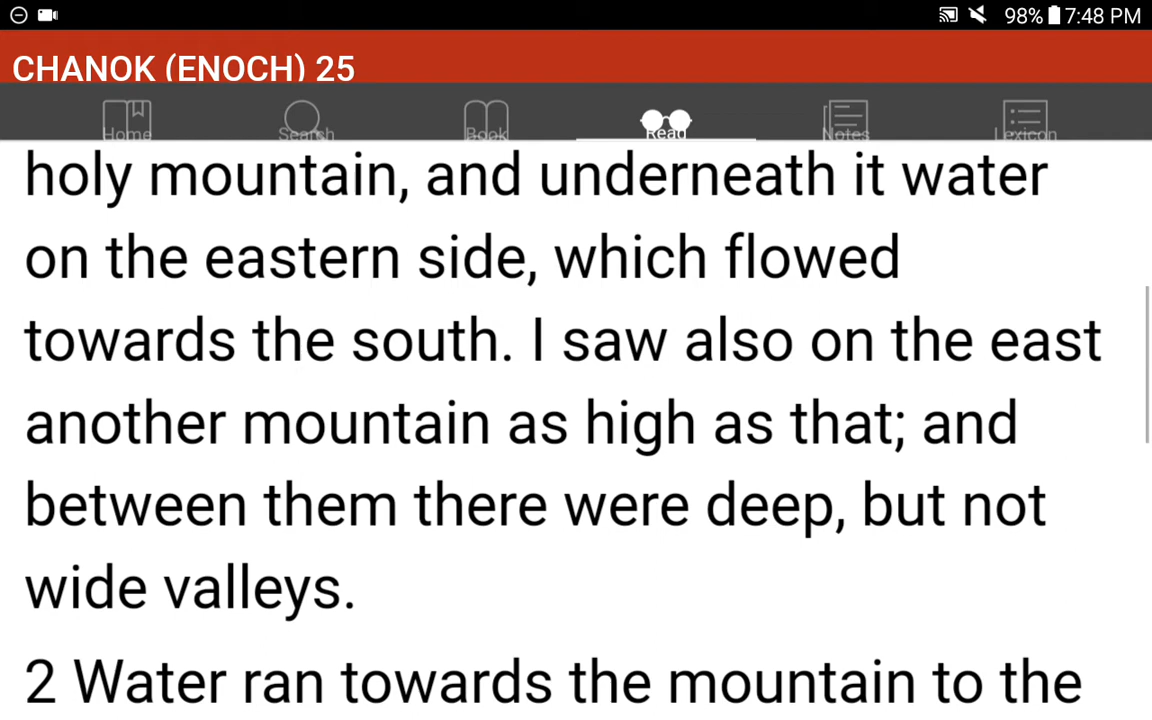 98% 7:48 PM
CHANOK (ENOCH) 25
Home Search Book Read Notes Lexicon
holy mountain, and underneath it water
on the eastern side, which flowed
towards the south. I saw also on the east
another mountain as high as that; and
between them there were deep, but not
wide valleys.
2 Water ran towards the mountain to the